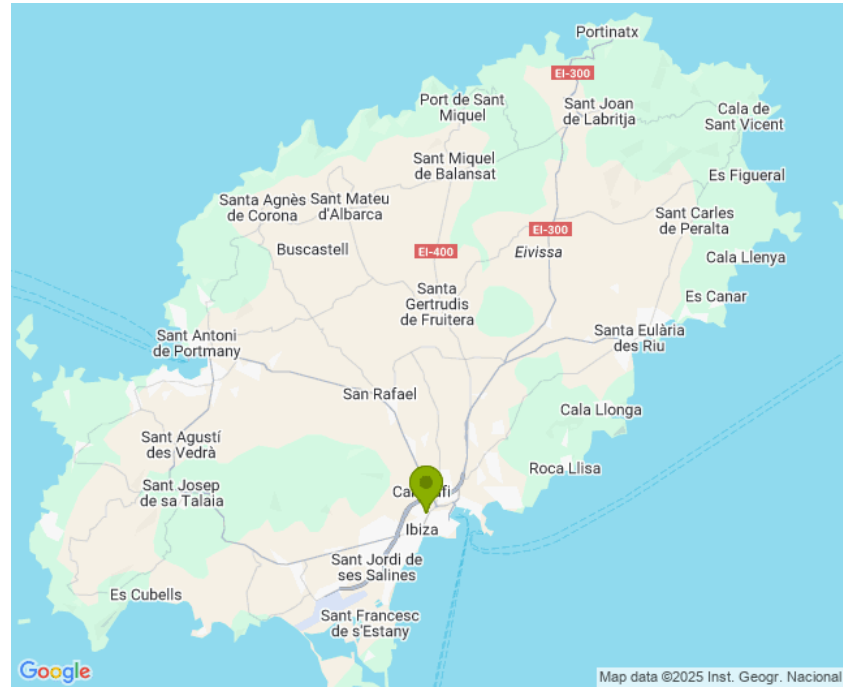 Portinatx
EI-300
Port de Sant
Miquel
Sant Joan
de Labritja
Cala de
Sant Vicent
Sant Miquel
de Balansat
Es Figueral
Santa Agnès
de Corona
Sant Mateu
d'Albarca
Sant Carles
de Peralta
EI-300
Buscastell
EI-400
Eivissa
Cala Llenya
Santa
Gertrudis
de Fruitera
Es Canar
Sant Antoni
de Portmany
Santa Eulària
des Riu
San Rafael
Cala Llonga
Sant Agustí
des Vedrà
Roca Llisa
Sant Josep
de sa Talaia
Ibiza
Sant Jordi de
ses Salines
Es Cubells
Sant Francesc
de s'Estany
Google
Map data ©2025 Inst. Geogr. Nacional